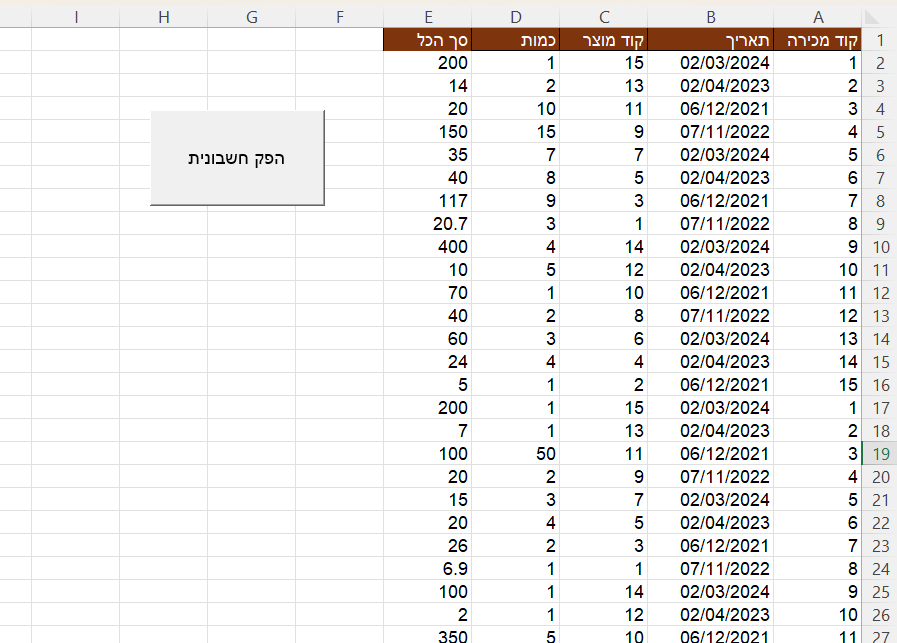 A B C D E F G H I
1 קוד מכירה תאריך קוד מוצר כמות סך הכל
2 1 02/03/2024 15 1 200
3 2 02/04/2023 13 2 14
4 3 06/12/2021 11 10 20
5 4 07/11/2022 9 15 150
6 5 02/03/2024 7 7 35
7 6 02/04/2023 5 8 40
8 7 06/12/2021 3 9 117
9 8 07/11/2022 1 3 20.7
10 9 02/03/2024 14 4 400
11 10 02/04/2023 12 5 10
12 11 06/12/2021 10 1 70
13 12 07/11/2022 8 2 40
14 13 02/03/2024 6 3 60
15 14 02/04/2023 4 4 24
16 15 06/12/2021 2 1 5
17 1 02/03/2024 15 1 200
18 2 02/04/2023 13 1 7
19 3 06/12/2021 11 50 100
20 4 07/11/2022 9 2 20
21 5 02/03/2024 7 3 15
22 6 02/04/2023 5 4 20
23 7 06/12/2021 3 2 26
24 8 07/11/2022 1 1 6.9
25 9 02/03/2024 14 1 100
26 10 02/04/2023 12 1 2
27 11 06/12/2021 10 5 350
הפק חשבונית